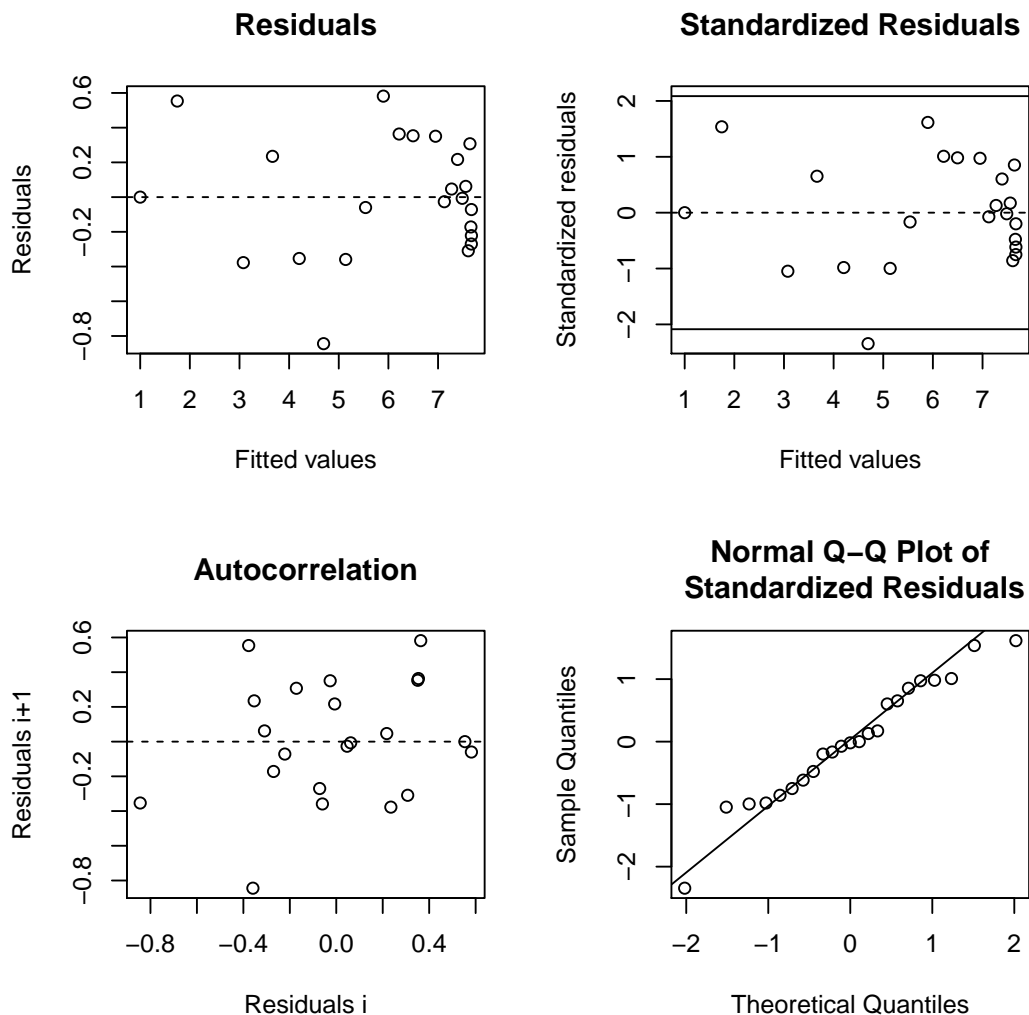 Residuals
Residuals
0.6
0.2
−0.2
−0.8
1 2 3 4 5 6 7
Fitted values
Standardized Residuals
Standardized residuals
2
1
0
−1
−2
1 2 3 4 5 6 7
Fitted values
Autocorrelation
Residuals i+1
0.6
0.2
−0.2
−0.8
−0.8 −0.4 0.0 0.4
Residuals i
Normal Q−Q Plot of
Standardized Residuals
Sample Quantiles
1
0
−1
−2
−2 −1 0 1 2
Theoretical Quantiles